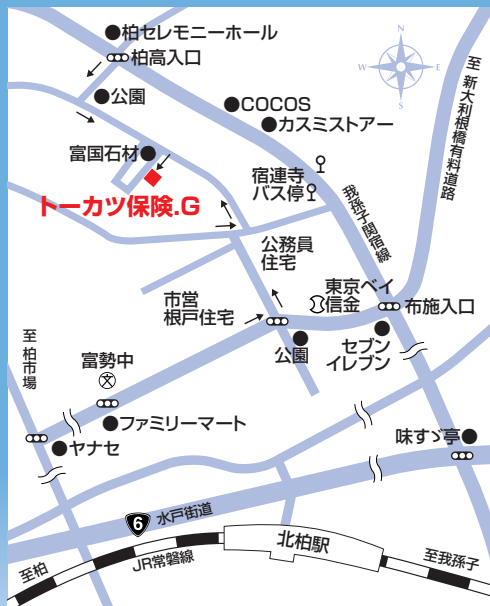 柏セレモニーホール
柏高入口
公園
COCOS
カスミストアー
富国石材
トーカツ保険.G
宿連寺
バス停
N
W
E
S
至 新大利根橋有料道路
我孫子関宿線
公務員
住宅
東京ベイ
信金
布施入口
市営
根戸住宅
公園
セブン
イレブン
至 柏市場
富勢中
文
ファミリーマート
ヤナセ
味すゞ亭
6
水戸街道
北柏駅
至柏
JR常磐線
至我孫子